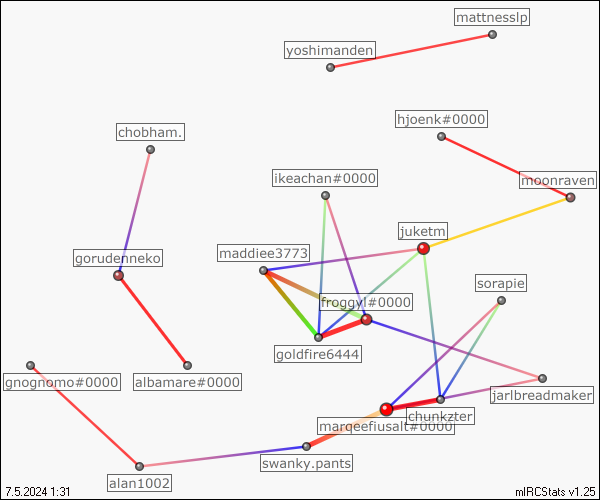 mattnesslp
yoshimanden
hjoenk#0000
chobham.
ikeachan#0000
moonraven
juketm
maddiee3773
gorudenneko
sorapie
froggyl#0000
goldfire6444
gnognomo#0000
albamare#0000
jarlbreadmaker
chunkzter
marqeefiusalt#0000
swanky.pants
alan1002
7.5.2024 1:31
mIRCStats v1.25